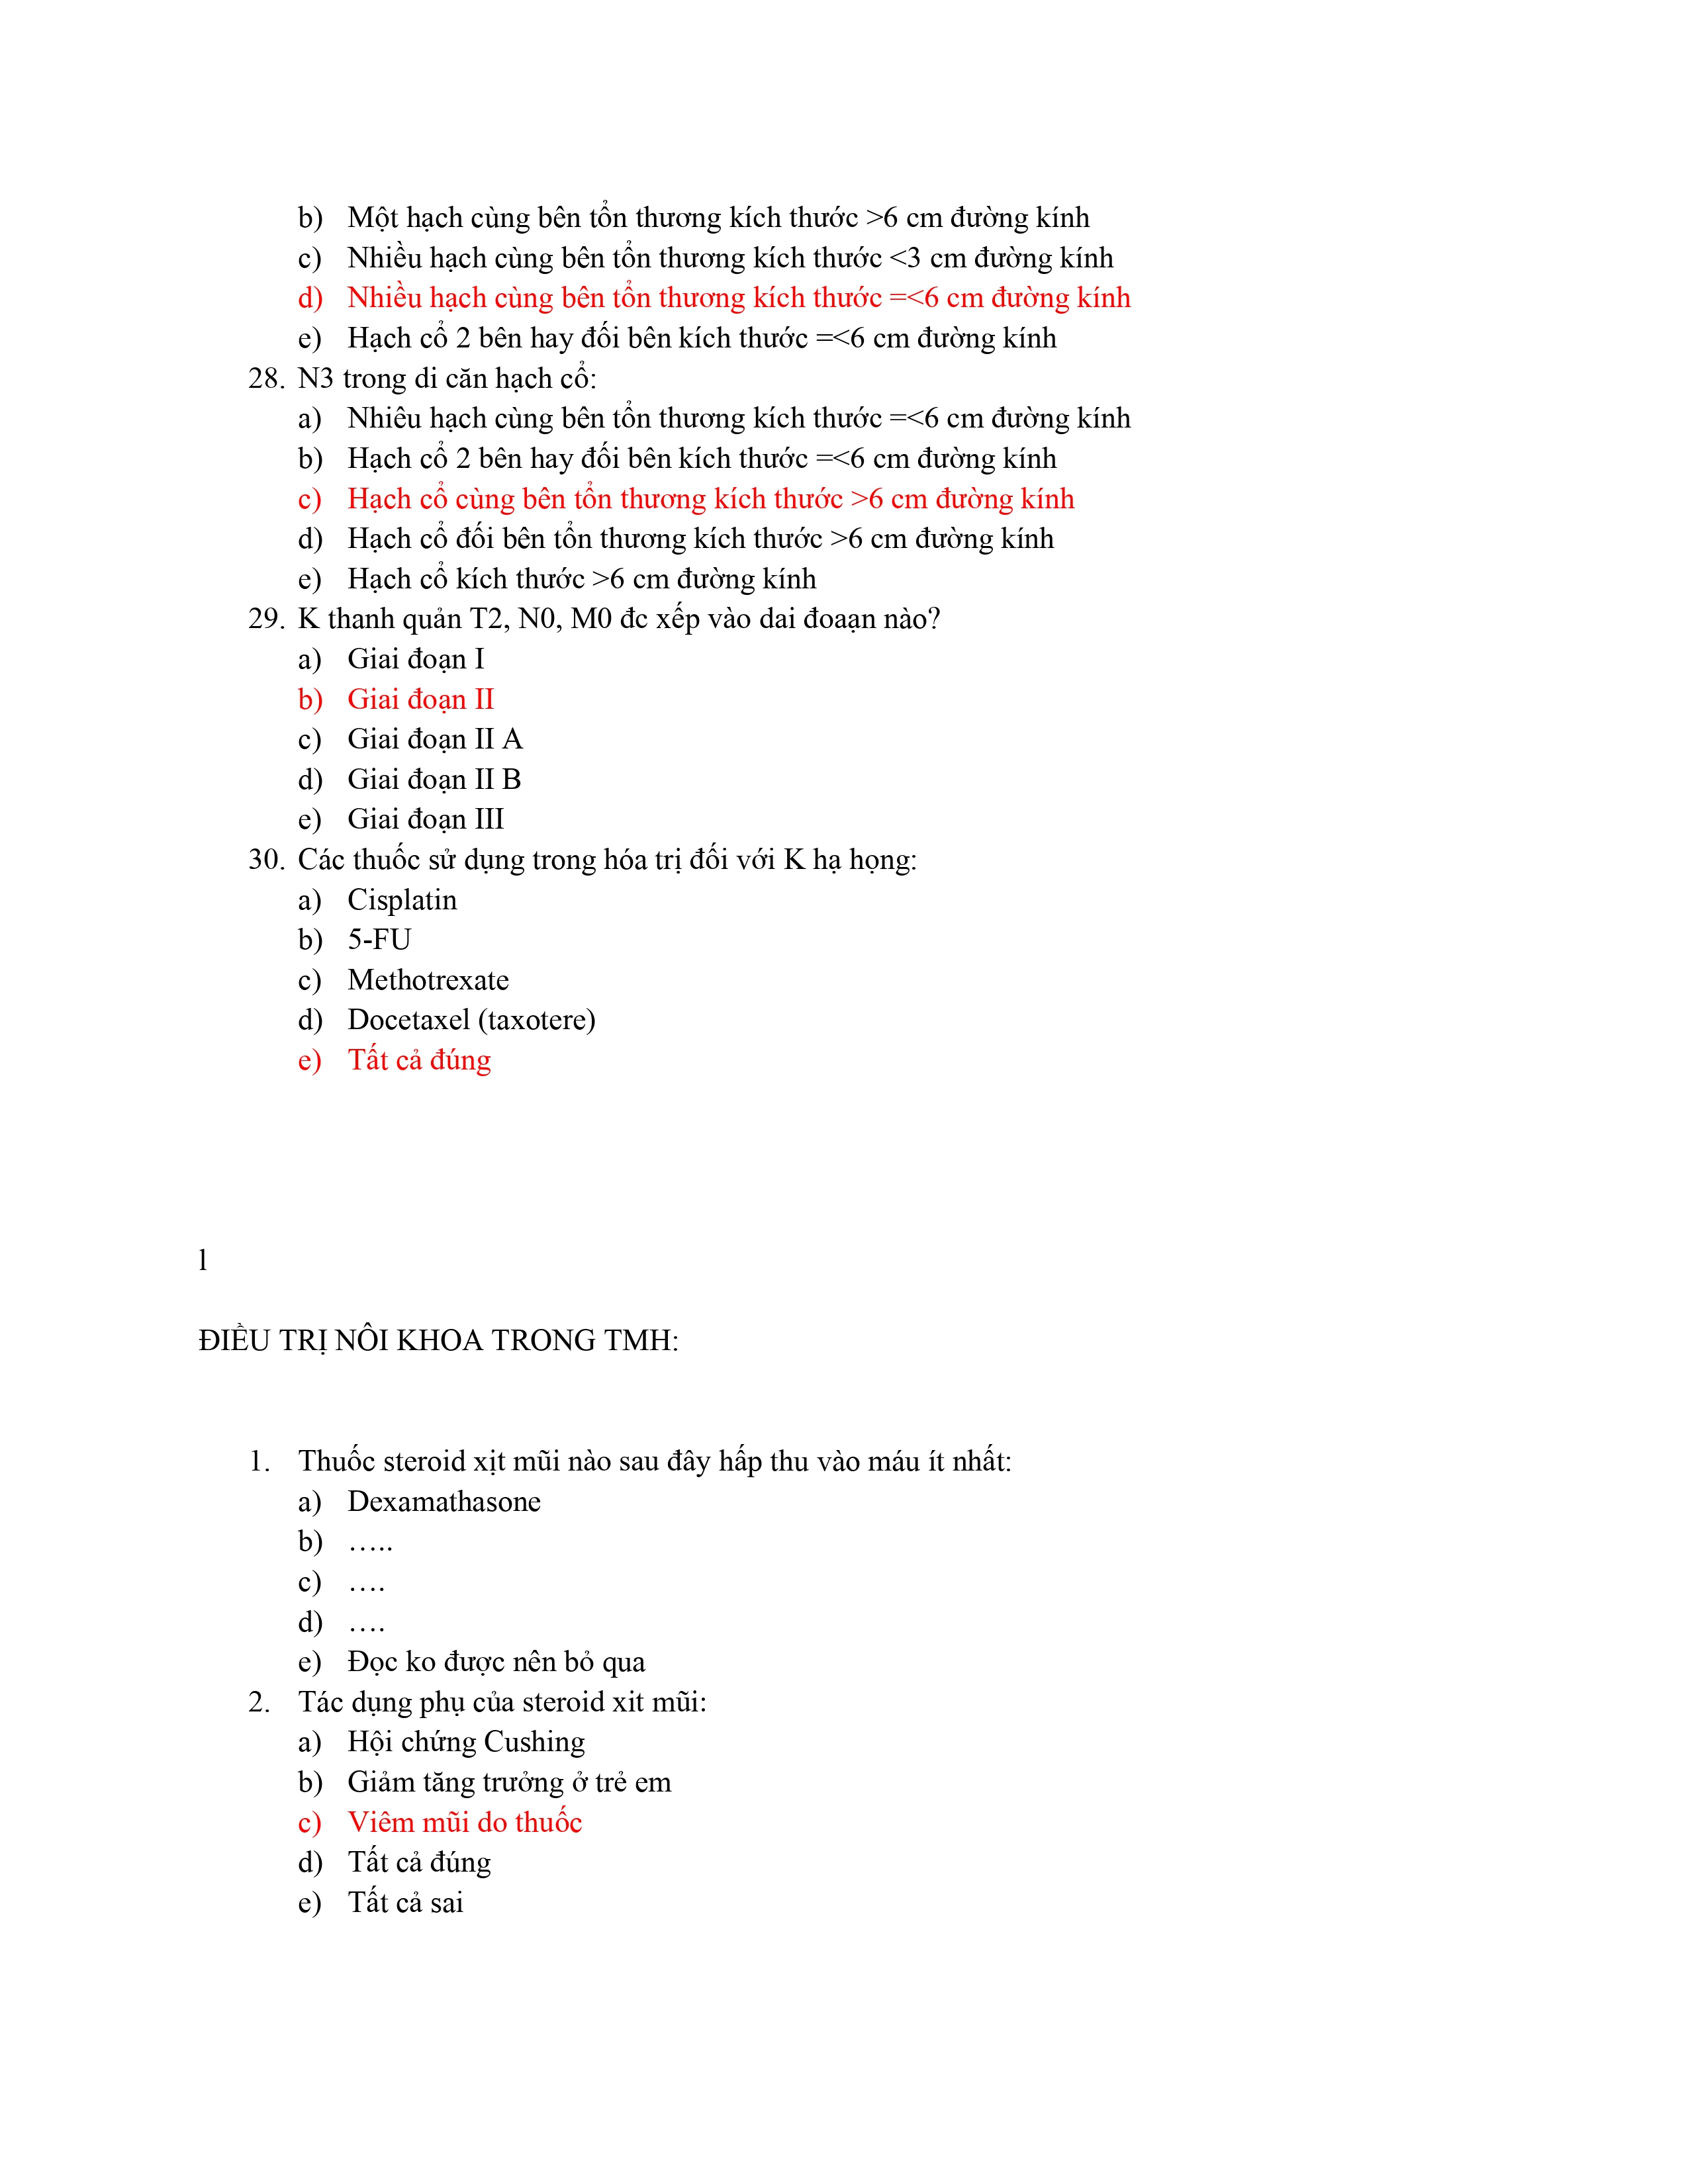 b) Một hạch cùng bên tổn thương kích thước >6 cm đường kính
c) Nhiều hạch cùng bên tổn thương kích thước <3 cm đường kính
d) Nhiều hạch cùng bên tổn thương kích thước =<6 cm đường kính
e) Hạch cổ 2 bên hay đối bên kích thước =<6 cm đường kính
28. N3 trong di căn hạch cổ:
a) Nhiêu hạch cùng bên tổn thương kích thước =<6 cm đường kính
b) Hạch cổ 2 bên hay đối bên kích thước =<6 cm đường kính
c) Hạch cổ cùng bên tổn thương kích thước >6 cm đường kính
d) Hạch cổ đối bên tổn thương kích thước >6 cm đường kính
e) Hạch cổ kích thước >6 cm đường kính
29. K thanh quản T2, N0, M0 đc xếp vào dai đoaạn nào?
a) Giai đoạn I
b) Giai đoạn II
c) Giai đoạn II A
d) Giai đoạn II B
e) Giai đoạn III
30. Các thuốc sử dụng trong hóa trị đối với K hạ họng:
a) Cisplatin
b) 5-FU
c) Methotrexate
d) Docetaxel (taxotere)
e) Tất cả đúng
l
ĐIỀU TRỊ NÔI KHOA TRONG TMH:
1. Thuốc steroid xịt mũi nào sau đây hấp thu vào máu ít nhất:
a) Dexamathasone
b) …..
c) ….
d) ….
e) Đọc ko được nên bỏ qua
2. Tác dụng phụ của steroid xit mũi:
a) Hội chứng Cushing
b) Giảm tăng trưởng ở trẻ em
c) Viêm mũi do thuốc
d) Tất cả đúng
e) Tất cả sai